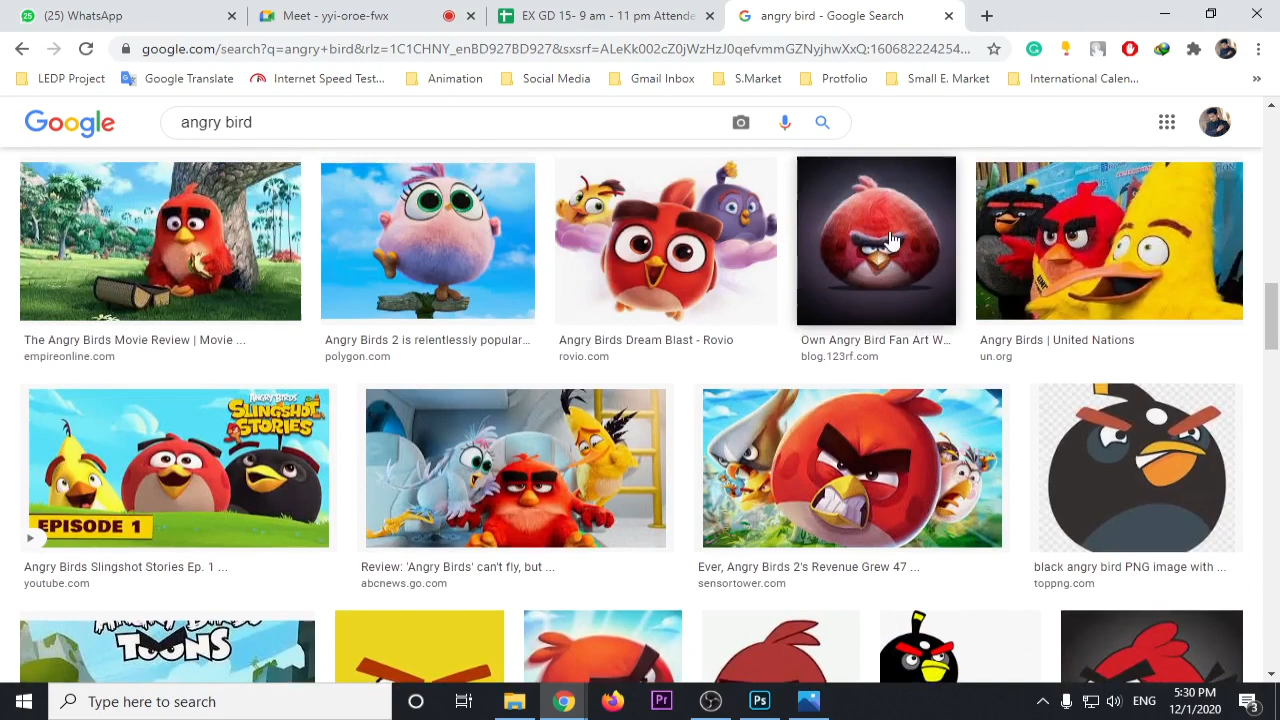 (25) WhatsApp
Meet - yyi-oroe-fwx
EX GD 15- 9 am - 11 pm Attende
angry bird - Google Search
google.com/search?q=angry+bird&rlz=1C1CHNY_enBD927BD927&sxsrf=ALeKk002cZ0jWzHzJ0qefvmmGZNyjhwXxQ:160682224254...
LEDP Project
Google Translate
Internet Speed Test...
Animation
Social Media
Gmail Inbox
S.Market
Protfolio
Small E. Market
International Calen...
»
Google
angry bird
The Angry Birds Movie Review | Movie ...
empireonline.com
Angry Birds 2 is relentlessly popular...
polygon.com
Angry Birds Dream Blast - Rovio
rovio.com
Own Angry Bird Fan Art W...
blog.123rf.com
Angry Birds | United Nations
un.org
ANGRY BIRDS
SLINGSHOT
STORIES
EPISODE 1
Angry Birds Slingshot Stories Ep. 1 ...
youtube.com
Review: 'Angry Birds' can't fly, but ...
abcnews.go.com
Ever, Angry Birds 2's Revenue Grew 47 ...
sensortower.com
black angry bird PNG image with ...
toppng.com
ANGRY BIRDS
TOONS
Type here to search
Pr
Ps
ENG
5:30 PM
12/1/2020
3